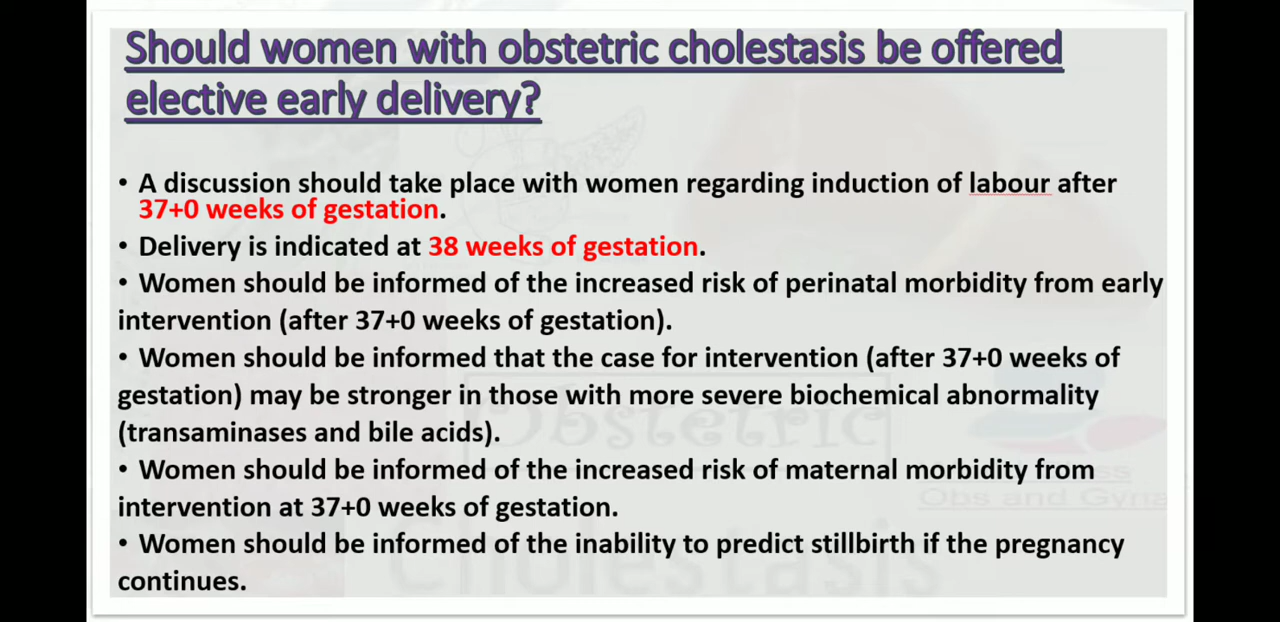 Should women with obstetric cholestasis be offered
elective early delivery?
• A discussion should take place with women regarding induction of labour after
37+0 weeks of gestation.
• Delivery is indicated at 38 weeks of gestation.
• Women should be informed of the increased risk of perinatal morbidity from early
intervention (after 37+0 weeks of gestation).
• Women should be informed that the case for intervention (after 37+0 weeks of
gestation) may be stronger in those with more severe biochemical abnormality
(transaminases and bile acids).
Obstetric
• Women should be informed of the increased risk of maternal morbidity from
intervention at 37+0 weeks of gestation.
Obs and Gyna
• Women should be informed of the inability to predict stillbirth if the pregnancy
continues.
Cholestasis